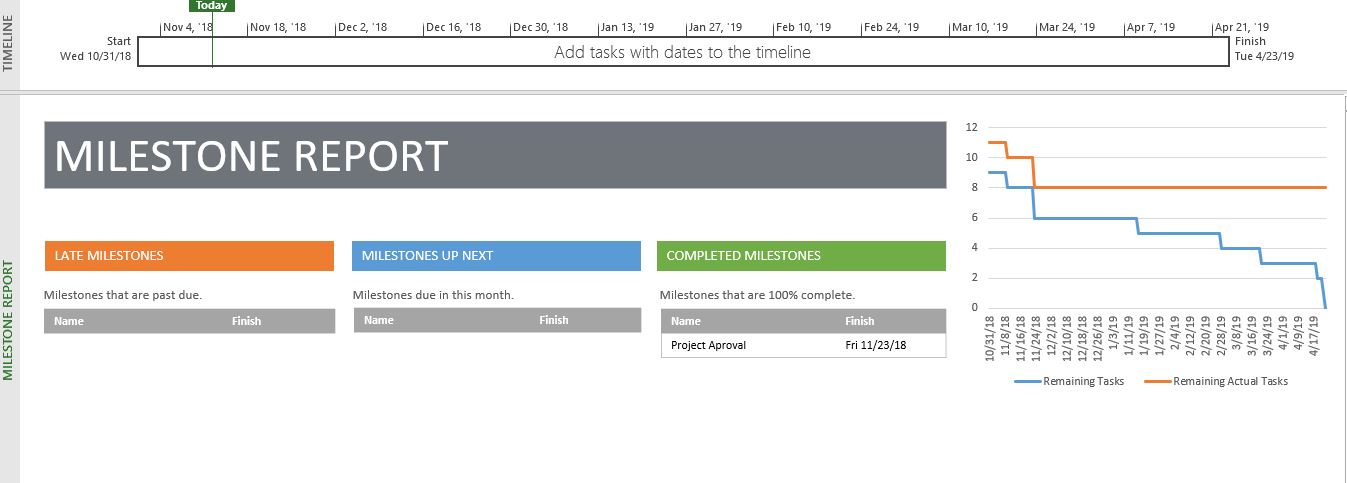 Today
Nov 4, '18 Nov 18, '18 Dec 2, '18 Dec 16, '18 Dec 30, '18 Jan 13, '19 Jan 27, '19 Feb 10, '19 Feb 24, '19 Mar 10, '19 Mar 24, '19 Apr 7, '19 Apr 21, '19
TIMELINE
Start
Wed 10/31/18
Add tasks with dates to the timeline
Finish
Tue 4/23/19
MILESTONE REPORT
MILESTONE REPORT
LATE MILESTONES
Milestones that are past due.
Name Finish
MILESTONES UP NEXT
Milestones due in this month.
Name Finish
COMPLETED MILESTONES
Milestones that are 100% complete.
Name Finish
Project Aproval Fri 11/23/18
12
10
8
6
4
2
0
10/31/18
11/8/18
11/16/18
11/24/18
12/2/18
12/10/18
12/18/18
12/26/18
1/3/19
1/11/19
1/19/19
1/27/19
2/4/19
2/12/19
2/20/19
2/28/19
3/8/19
3/16/19
3/24/19
4/1/19
4/9/19
4/17/19
Remaining Tasks
Remaining Actual Tasks